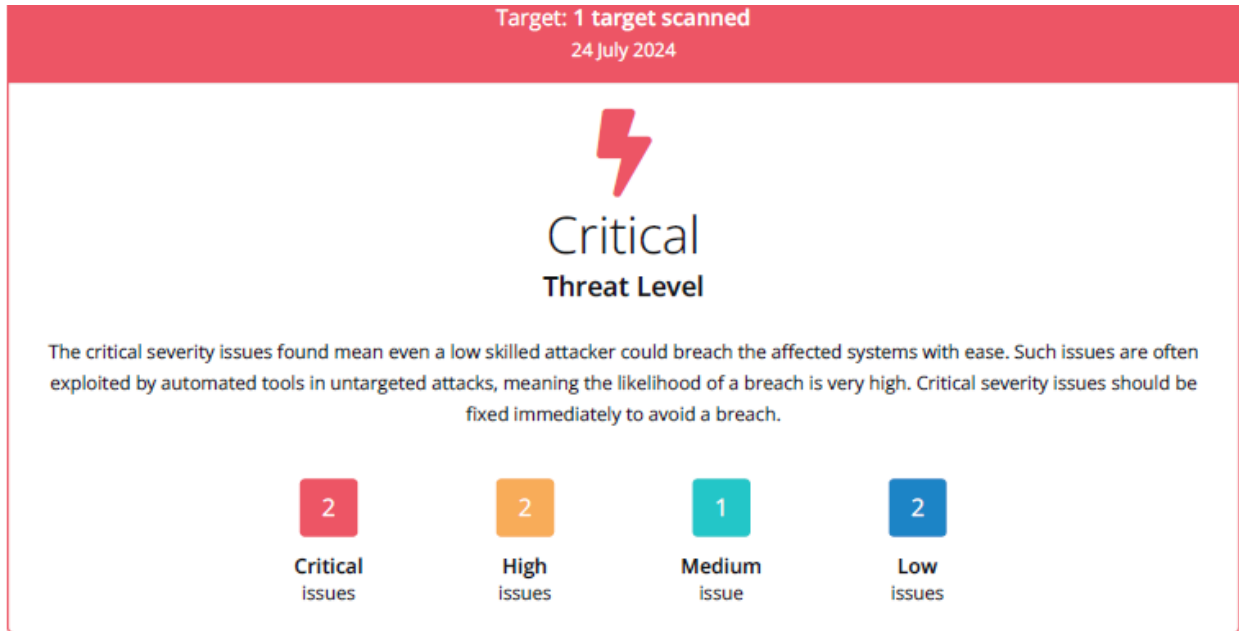 Target: 1 target scanned
24 July 2024
Critical
Threat Level
The critical severity issues found mean even a low skilled attacker could breach the affected systems with ease. Such issues are often
exploited by automated tools in untargeted attacks, meaning the likelihood of a breach is very high. Critical severity issues should be
fixed immediately to avoid a breach.
2 2 1 2
Critical High Medium Low
issues issues issue issues